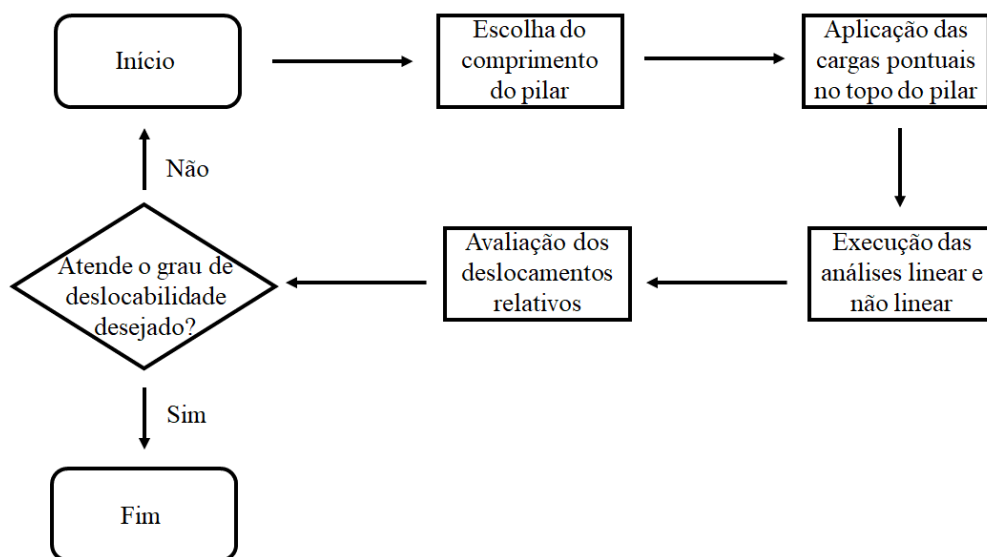 Início
Escolha do
comprimento
do pilar
Aplicação das
cargas pontuais
no topo do pilar
Execução das
análises linear e
não linear
Avaliação dos
deslocamentos
relativos
Atende o grau de
deslocabilidade
desejado?
Não
Sim
Fim